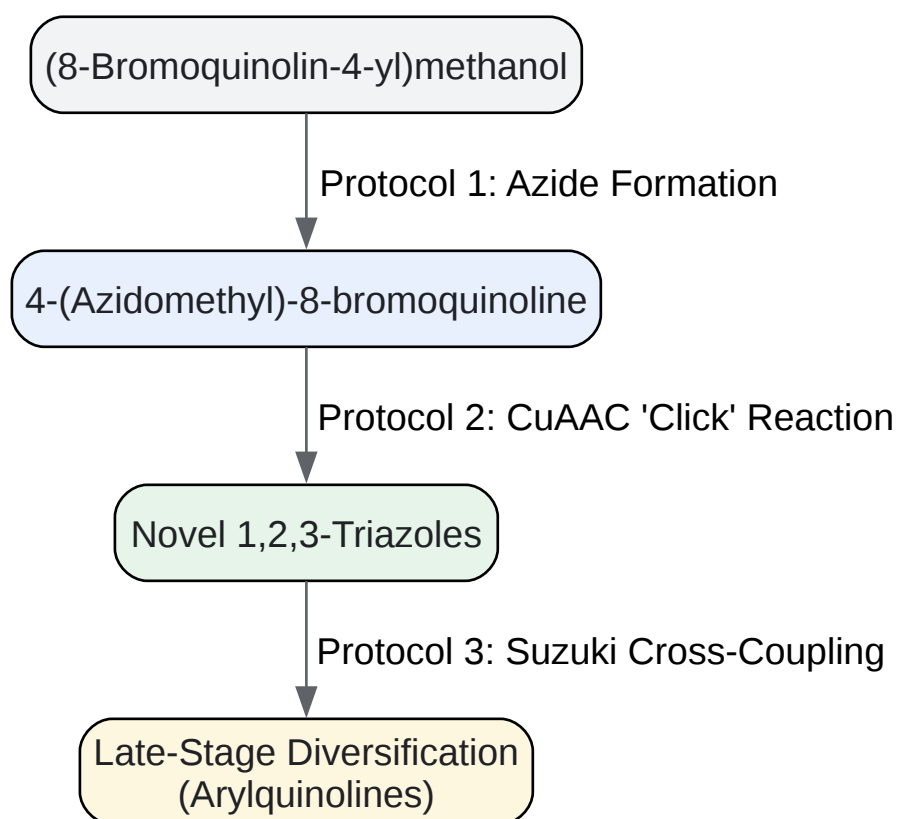 (8-Bromoquinolin-4-yl)methanol
Protocol 1: Azide Formation
4-(Azidomethyl)-8-bromoquinoline
Protocol 2: CuAAC 'Click' Reaction
Novel 1,2,3-Triazoles
Protocol 3: Suzuki Cross-Coupling
Late-Stage Diversification
(Arylquinolines)